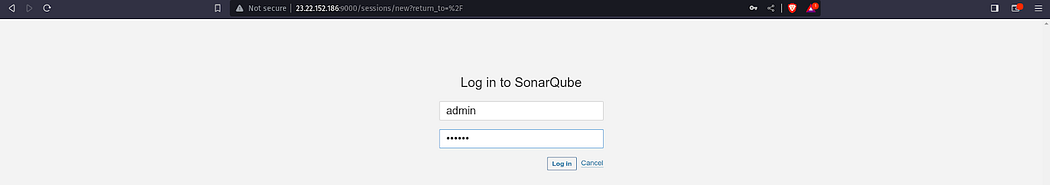 Not secure | 23.22.152.186:9000/sessions/new?return_to=%2F
Log in to SonarQube
admin
••••••
Log in Cancel